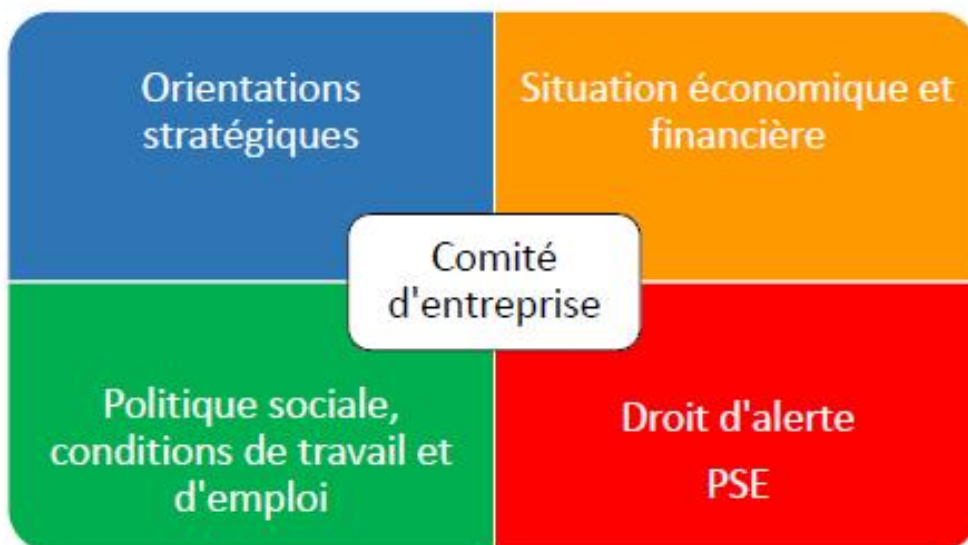 Orientations
stratégiques
Situation économique et
financière
Comité
d'entreprise
Politique sociale,
conditions de travail et
d'emploi
Droit d'alerte
PSE